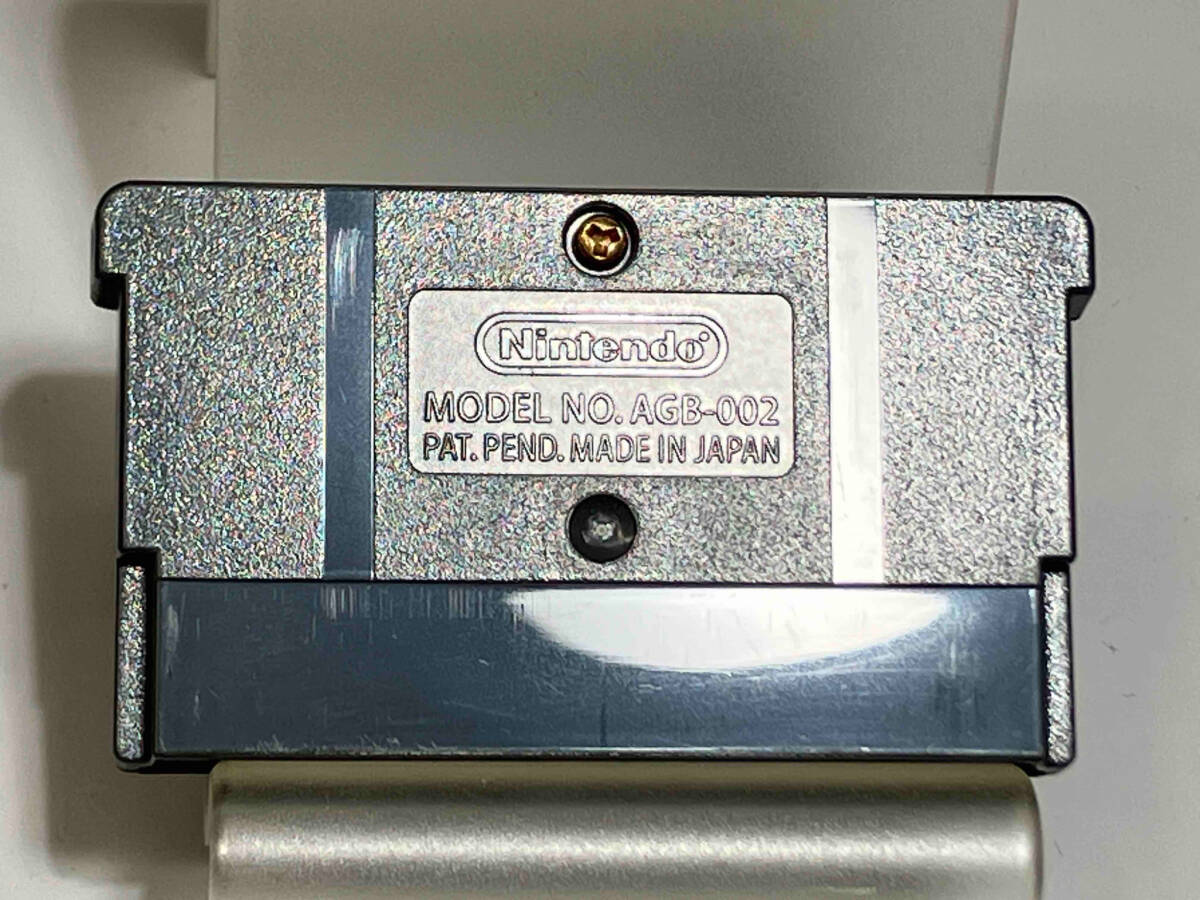 Nintendo®
MODEL NO. AGB-002
PAT. PEND. MADE IN JAPAN